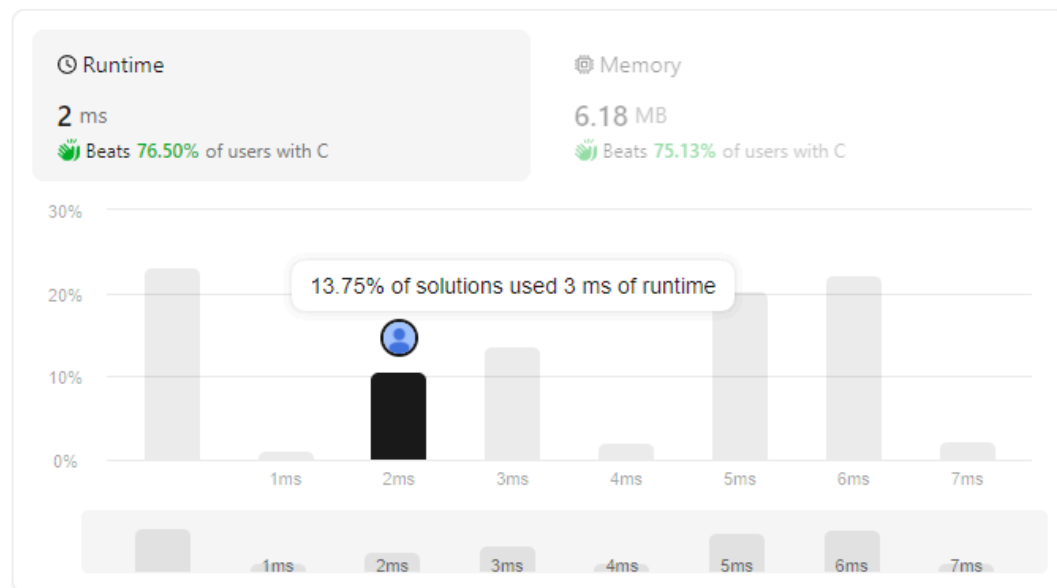 Runtime
2 ms
Beats 76.50% of users with C
Memory
6.18 MB
Beats 75.13% of users with C
30%
20%
10%
0%
13.75% of solutions used 3 ms of runtime
1ms 2ms 3ms 4ms 5ms 6ms 7ms
1ms 2ms 3ms 4ms 5ms 6ms 7ms